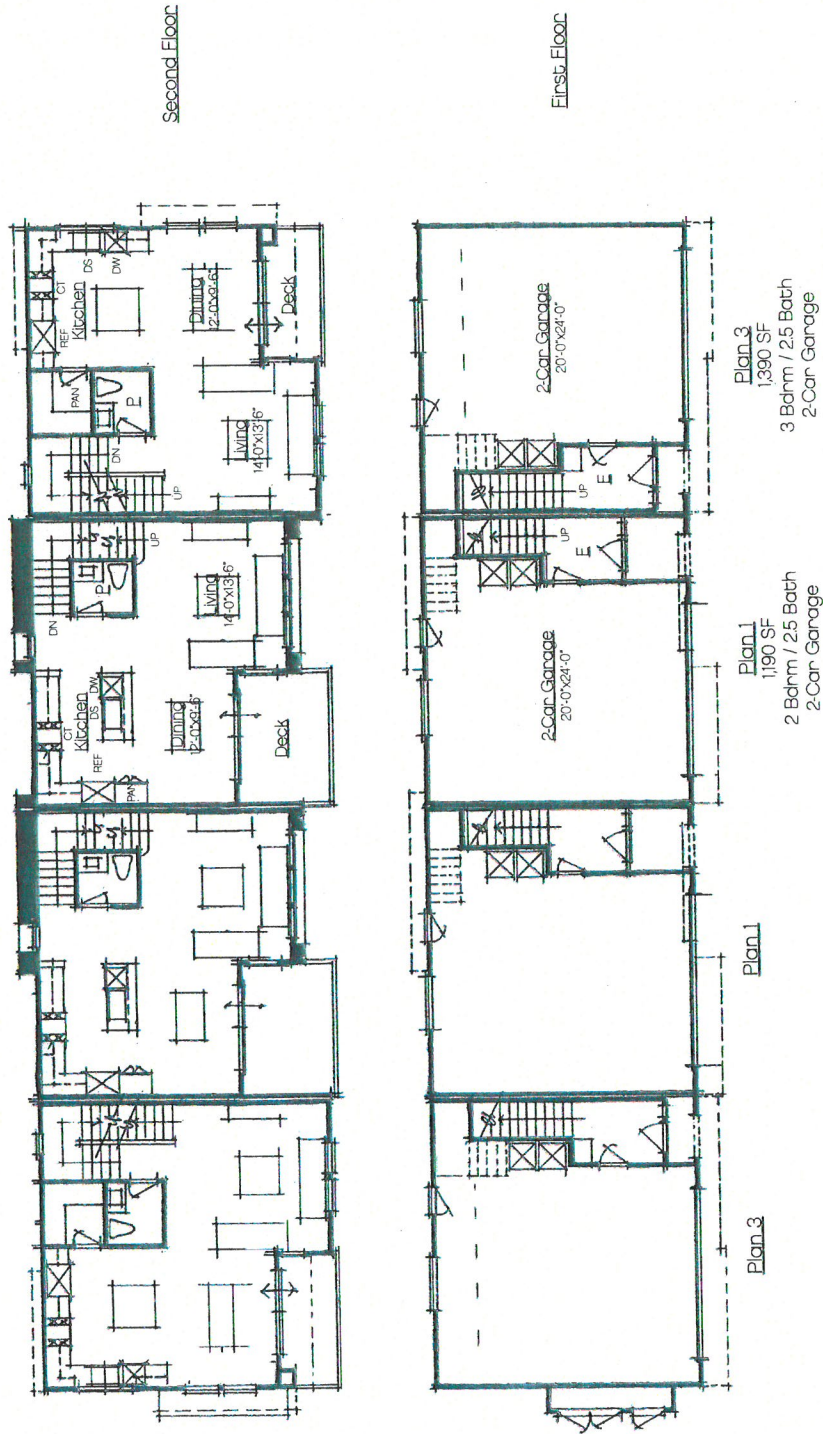 Second Floor
REF
CT
DS
DW
Kitchen
PAN
P
Dining
12'-0"x9'-6"
Deck
DN
UP
Living
14'-0"x13'-6"
DN
P
UP
CT
Kitchen
DS
DW
REF
PAN
Living
14'-0"x13'-6"
Dining
12'-0"x9'-6"
Deck
First Floor
2-Car Garage
20'-0"x24'-0"
UP
E
UP
E
2-Car Garage
20'-0"x24'-0"
Plan 3
1,390 SF
3 Bdrm / 2.5 Bath
2-Car Garage
Plan 1
1,190 SF
2 Bdrm / 2.5 Bath
2-Car Garage
Plan 1
Plan 3